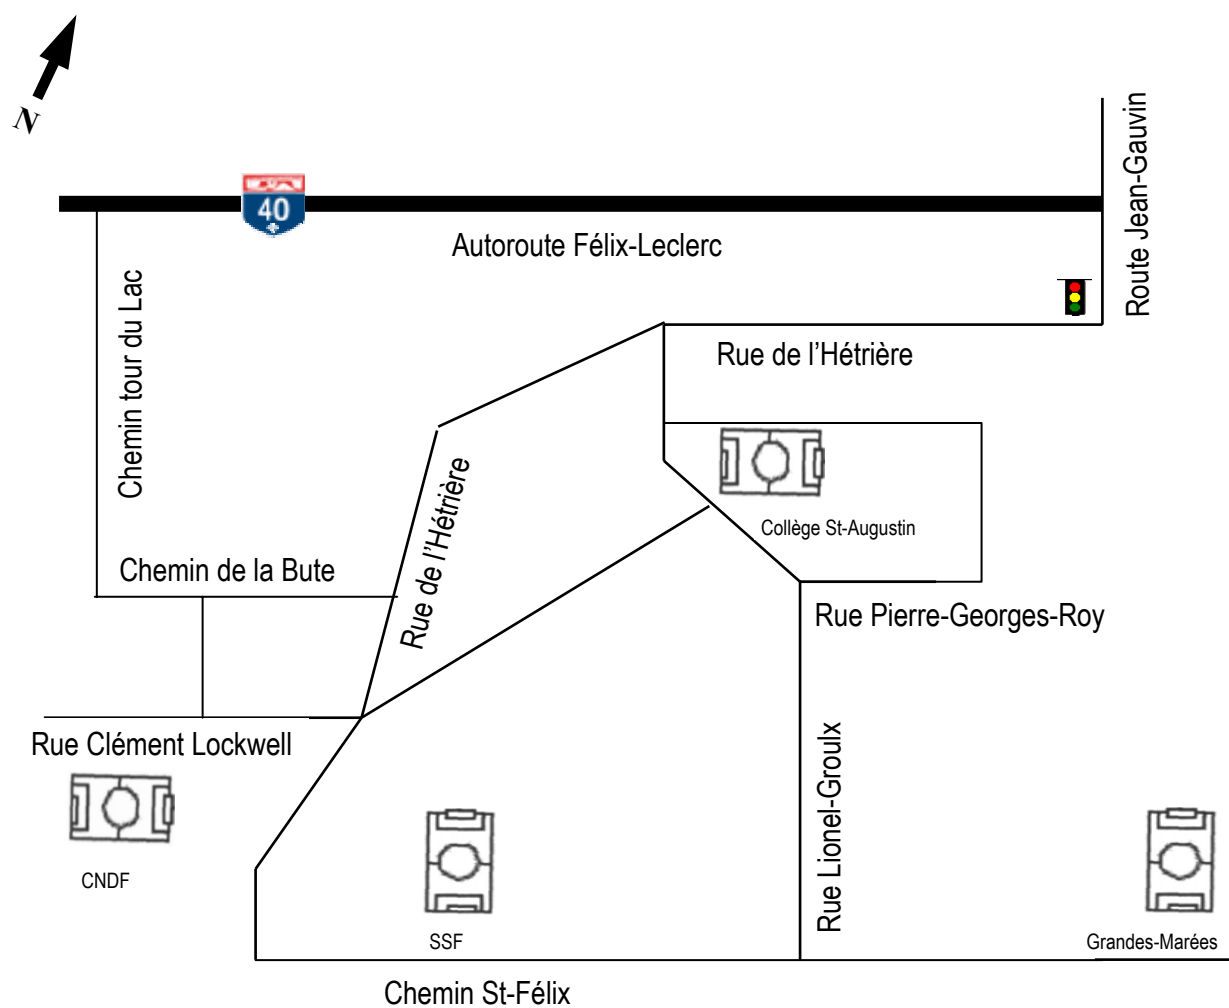 N
Route Jean-Gauvin
40
Autoroute Félix-Leclerc
Chemin tour du Lac
Rue de l'Hétrière
Rue de l'Hétrière
Collège St-Augustin
Chemin de la Bute
Rue Pierre-Georges-Roy
Rue Clément Lockwell
Rue Lionel-Groulx
CNDF
SSF
Grandes-Marées
Chemin St-Félix